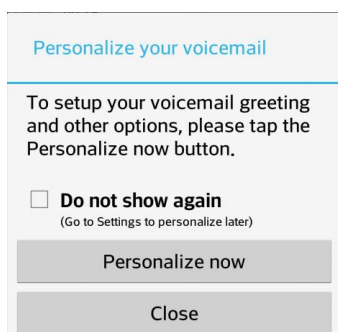 Personalize your voicemail
To setup your voicemail greeting
and other options, please tap the
Personalize now button.
Do not show again
(Go to Settings to personalize later)
Personalize now
Close